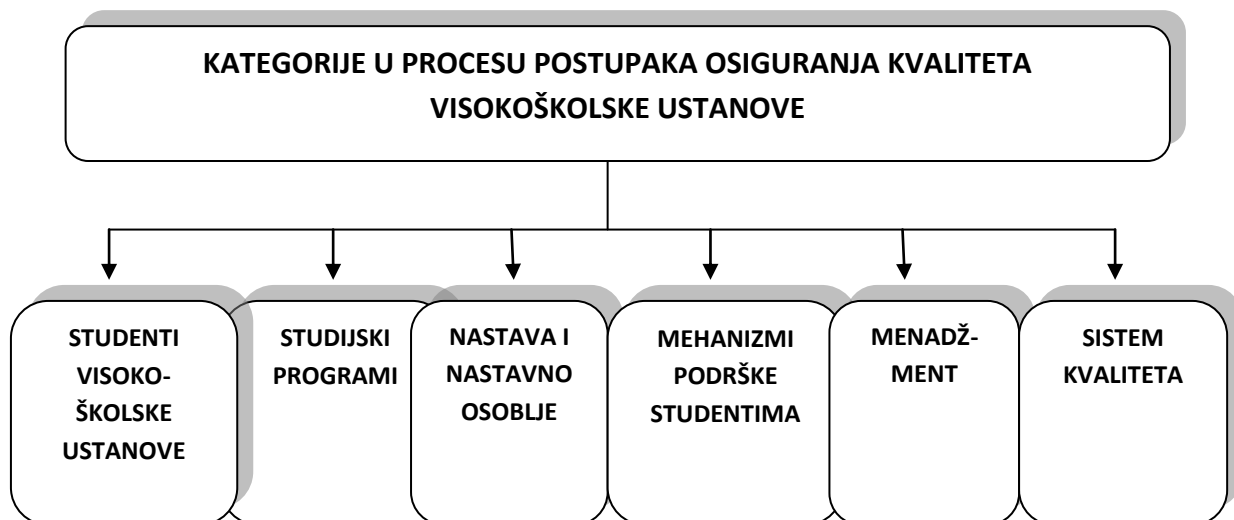 KATEGORIJE U PROCESU POSTUPAKA OSIGURANJA KVALITETA
VISOKOŠKOLSKE USTANOVE
STUDENTI
VISOKO-
ŠKOLSKE
USTANOVE
STUDIJSKI
PROGRAMI
NASTAVA I
NASTAVNO
OSOBLJE
MEHANIZMI
PODRŠKE
STUDENTIMA
MENADŽ-
MENT
SISTEM
KVALITETA